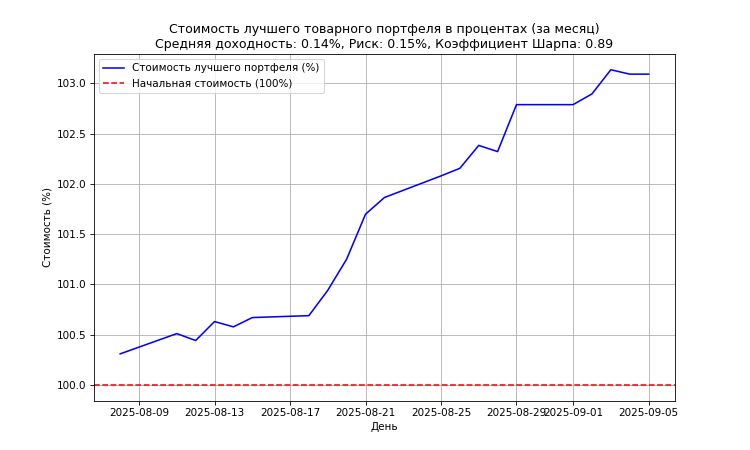 Стоимость лучшего товарного портфеля в процентах (за месяц)
Средняя доходность: 0.14%, Риск: 0.15%, Коэффициент Шарпа: 0.89
Стоимость лучшего портфеля (%)
Начальная стоимость (100%)
Стоимость (%)
103.0
102.5
102.0
101.5
101.0
100.5
100.0
2025-08-09 2025-08-13 2025-08-17 2025-08-21 2025-08-25 2025-08-29 2025-09-01 2025-09-05
День